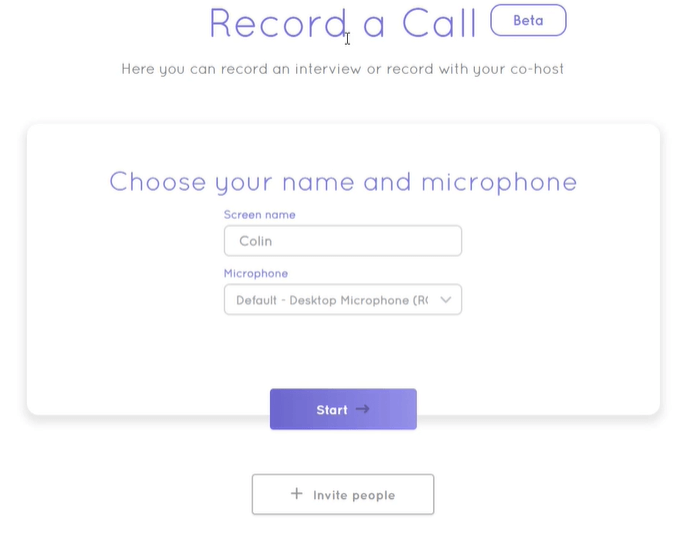 Record a Call Beta
Here you can record an interview or record with your co-host
Choose your name and microphone
Screen name
Colin
Microphone
Default - Desktop Microphone (R
Start →
+ Invite people